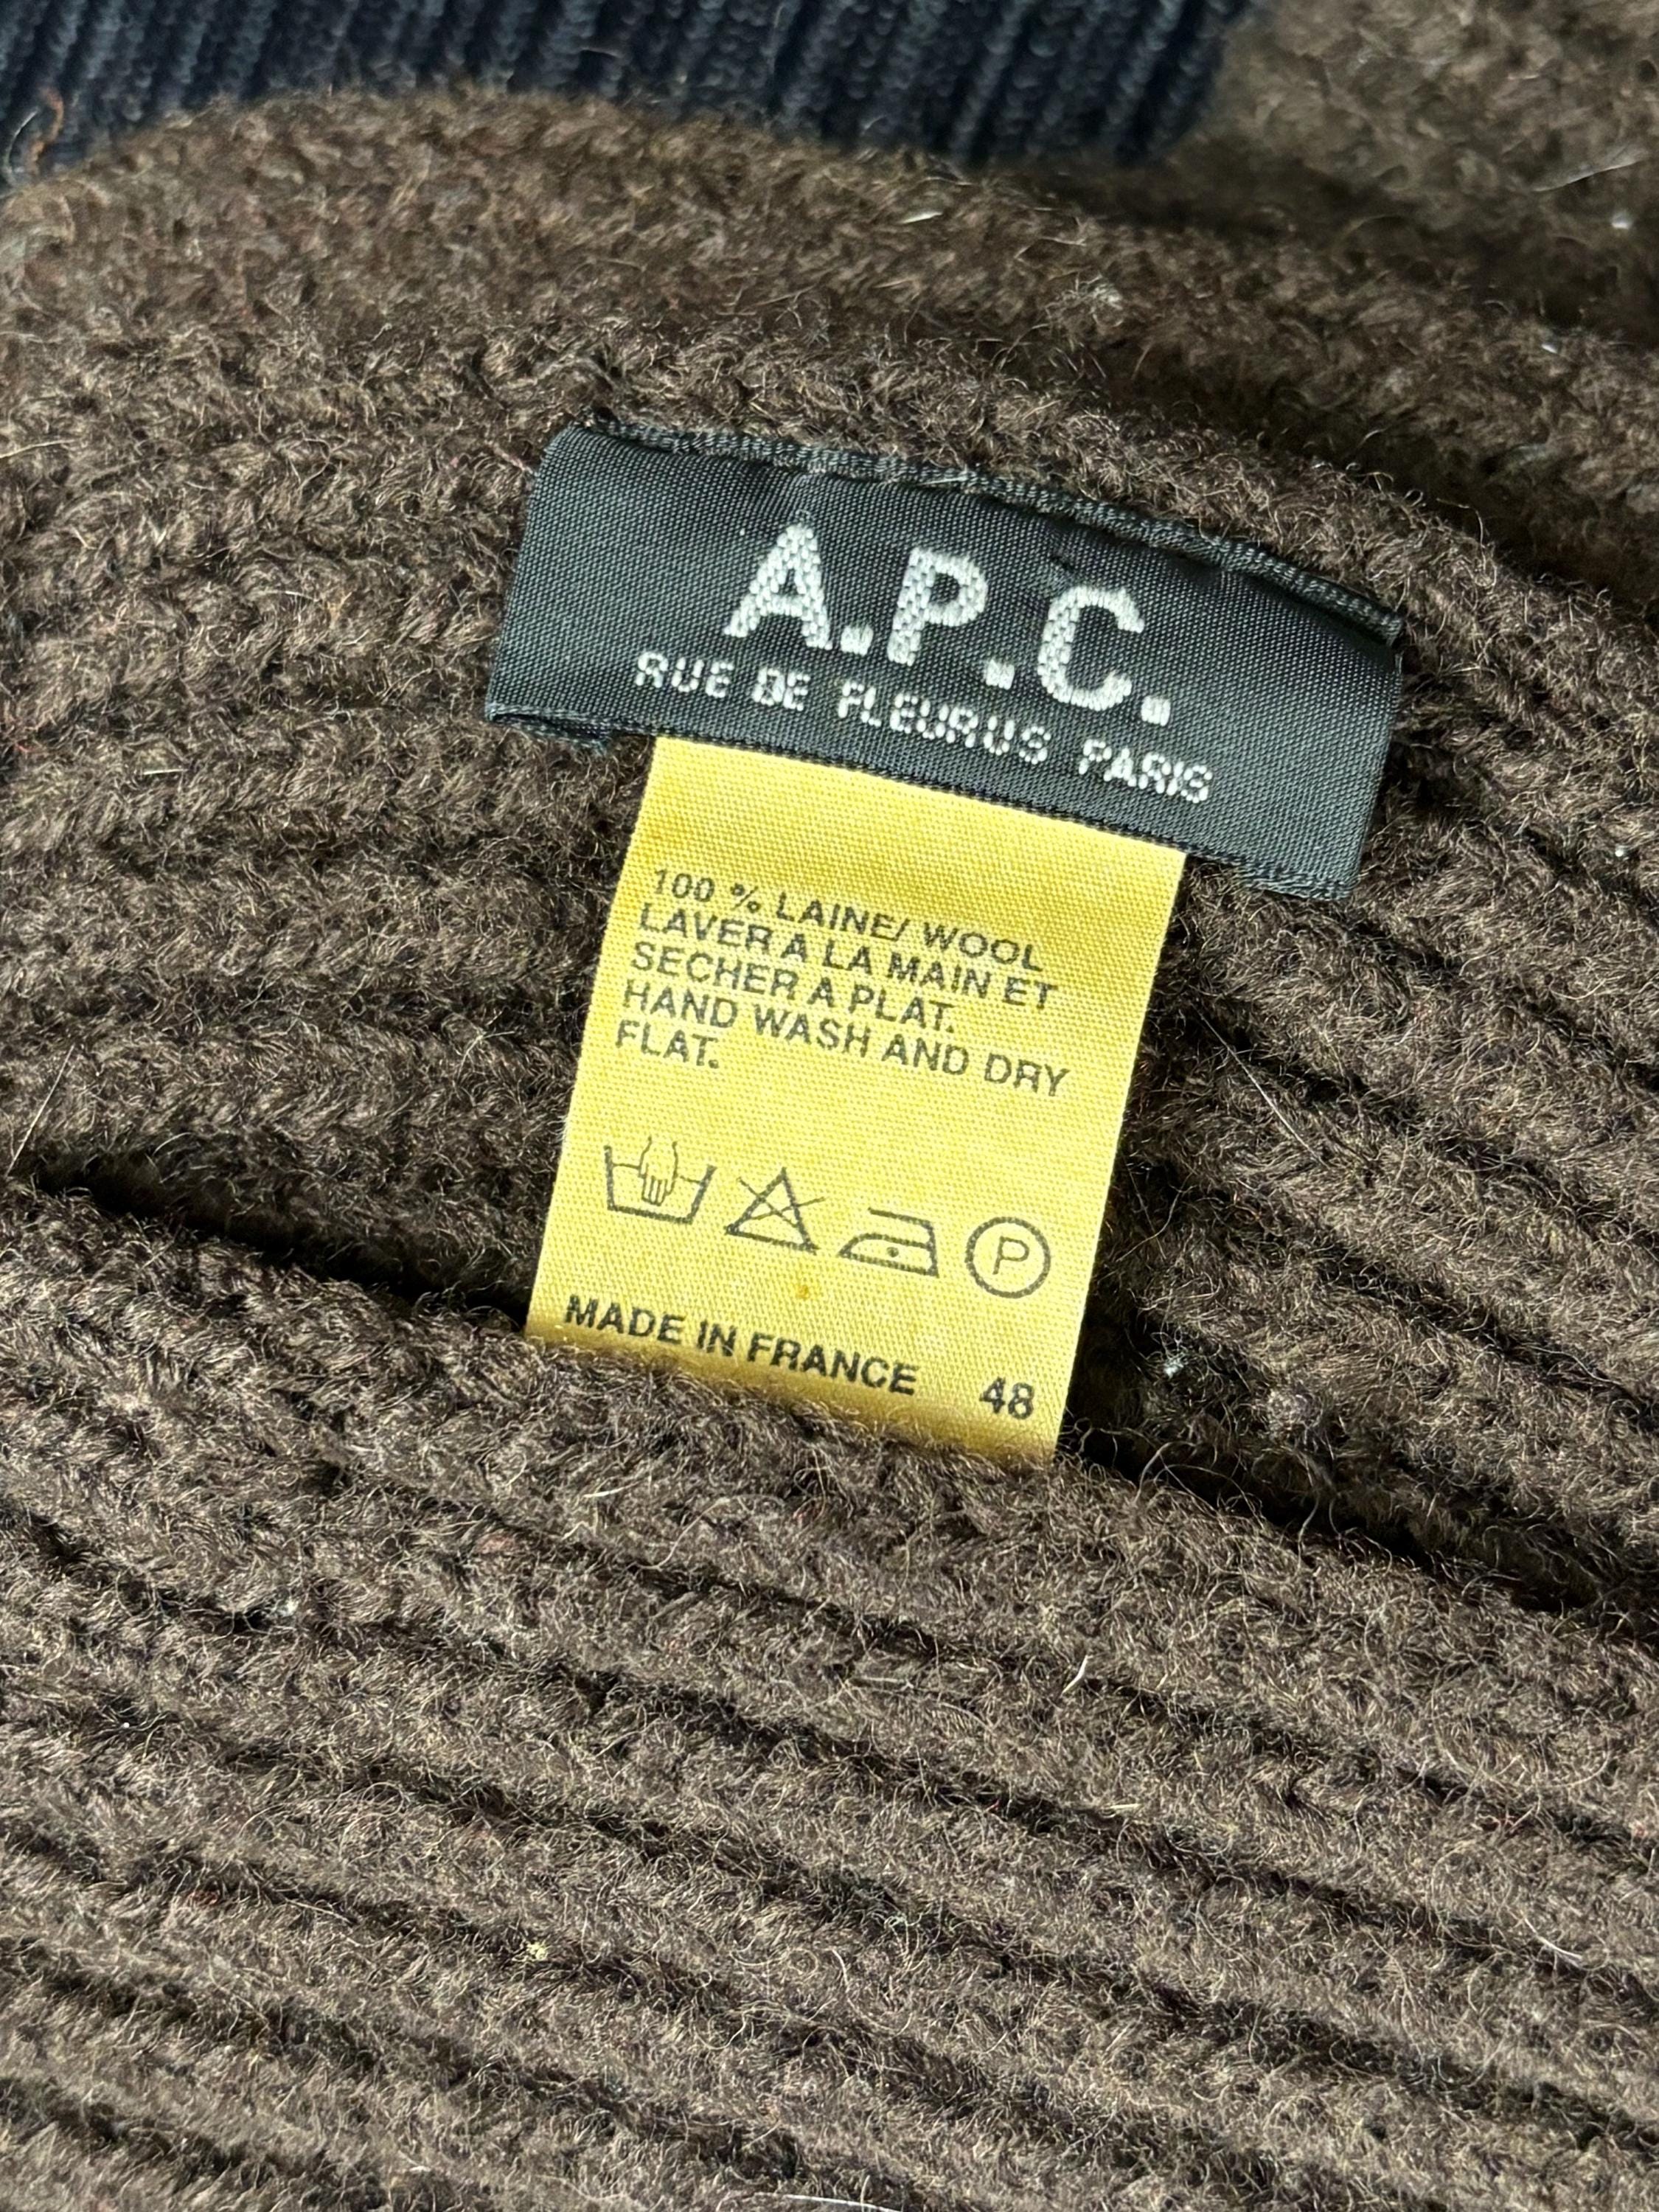 A.P.C.
RUE DE FLEURUS PARIS
100 % LAINE/ WOOL
LAVER A LA MAIN ET
SECHER A PLAT.
HAND WASH AND DRY
FLAT.
P
MADE IN FRANCE 48